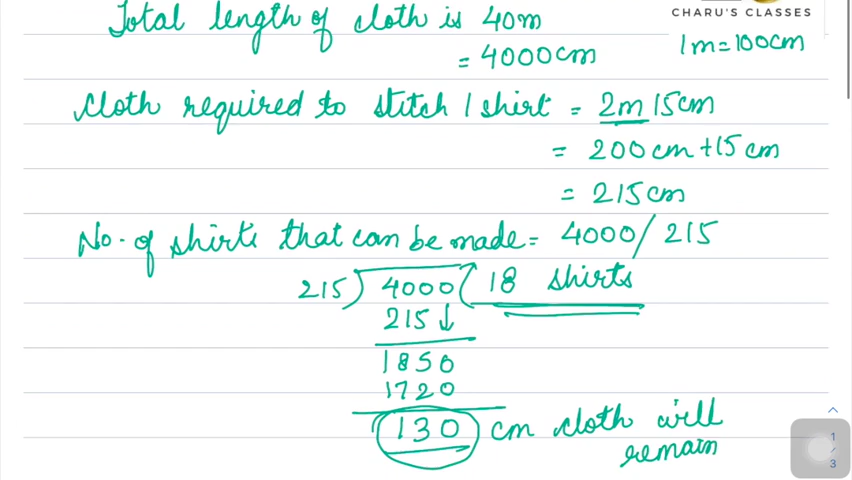 Total length of cloth is 40m
CHARU'S CLASSES
1m=100cm
= 4000cm
Cloth required to stitch 1 shirt = 2m 15cm
= 200cm+15cm
= 215cm
No. of shirts that can be made = 4000/215
215)4000(18 shirts
215↓
1850
1720
130 cm cloth will
remain
1
3